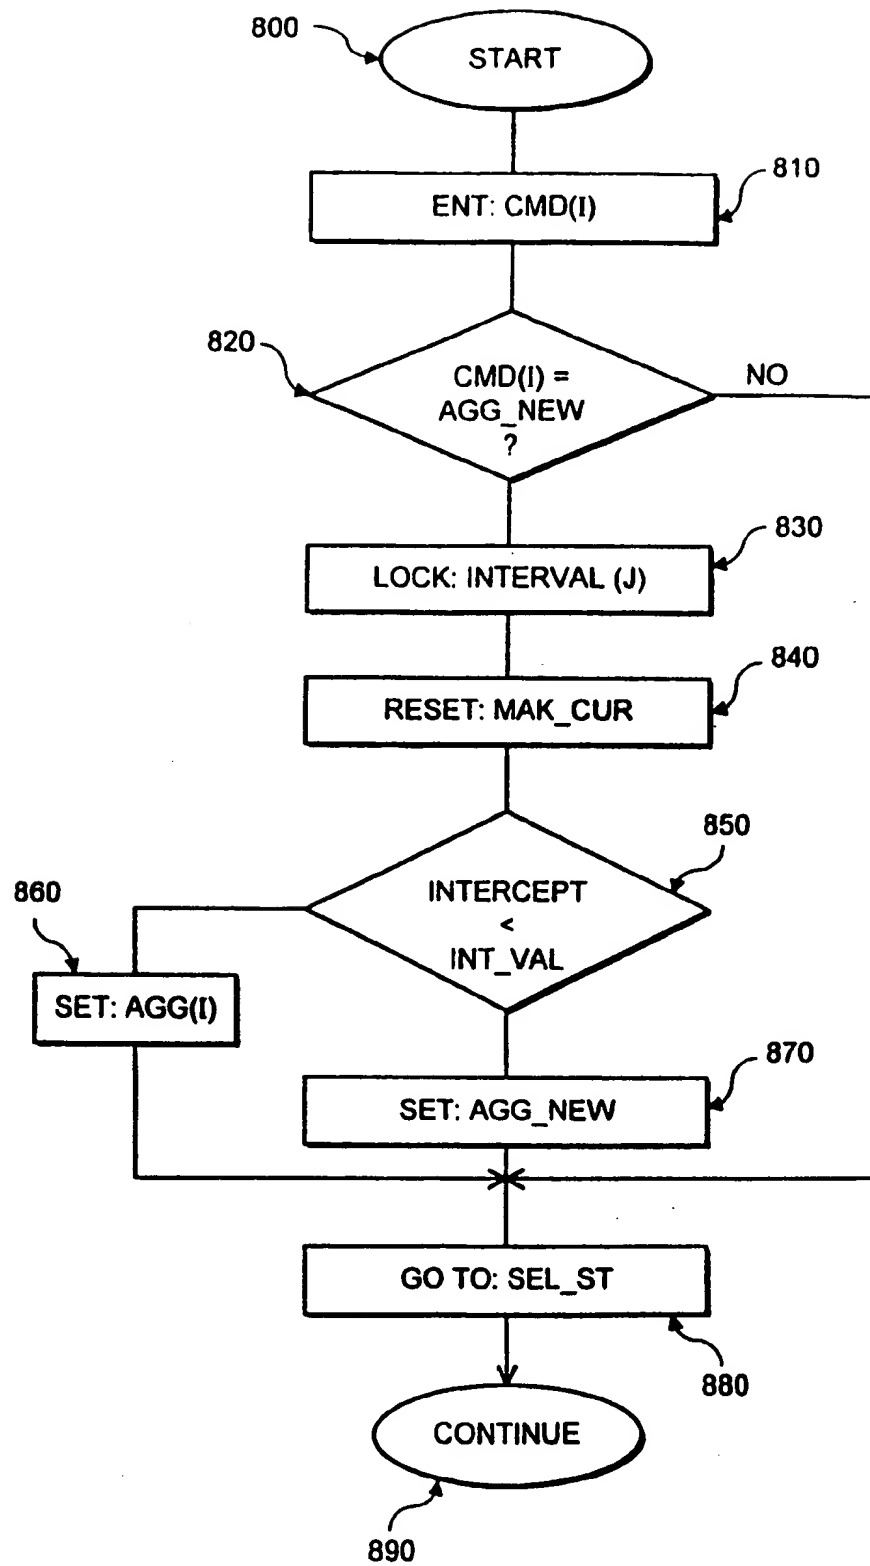 800
START
810
ENT: CMD(I)
820
CMD(I) =
AGG_NEW
?
NO
830
LOCK: INTERVAL (J)
840
RESET: MAK_CUR
850
INTERCEPT
<
INT_VAL
860
SET: AGG(I)
870
SET: AGG_NEW
GO TO: SEL_ST
880
CONTINUE
890